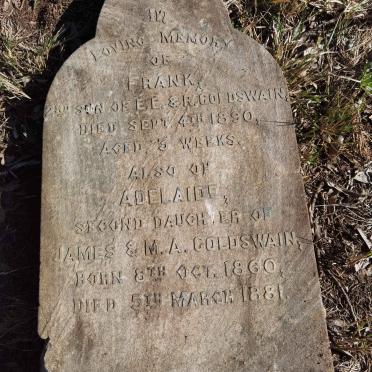 In
Loving Memory
OF
FRANK,
SON OF E.E. & R. GOLDSWAIN,
DIED SEPT. 4TH 1890,
AGED 5 WEEKS.
ALSO OF
ADELAIDE,
SECOND DAUGHTER OF
JAMES & M.A. GOLDSWAIN,
BORN 8TH OCT. 1860,
DIED 5TH MARCH 1881.